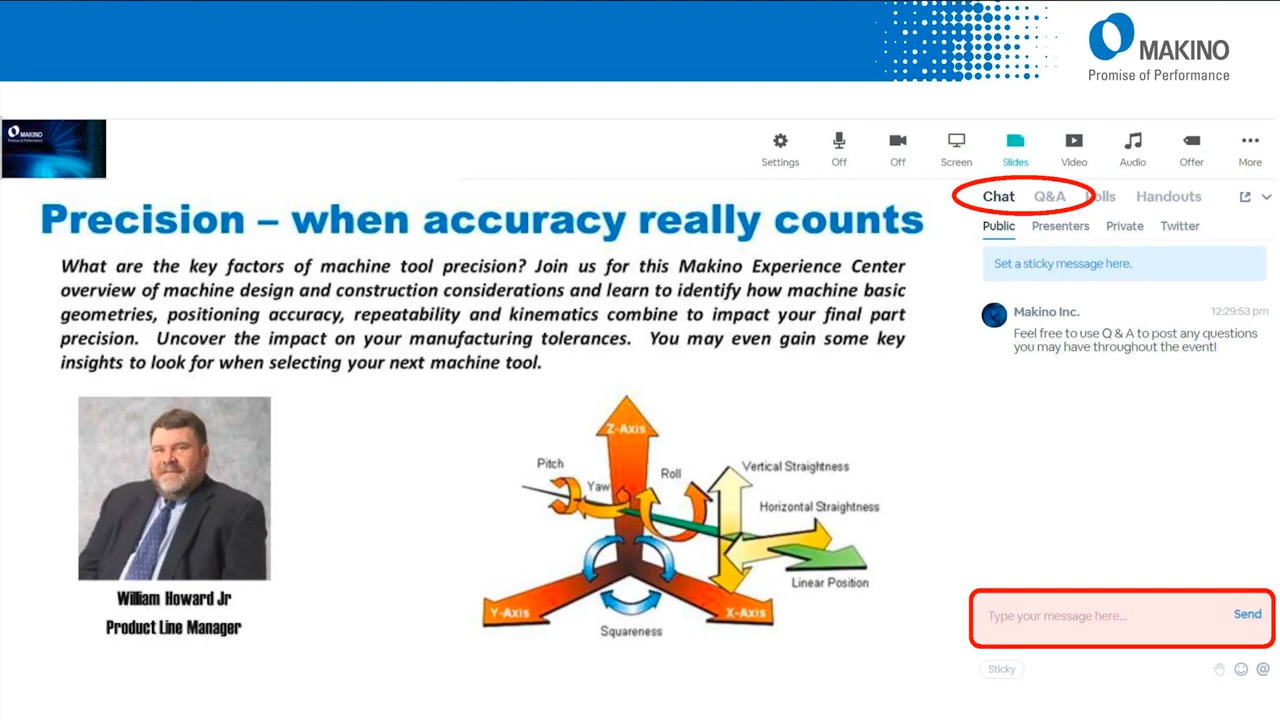 MAKINO
Promise of Performance
MAKINO
Promise of Performance
Settings
Off
Off
Screen
Slides
Video
Audio
Offer
More
Chat
Q&A
Polls
Handouts
Public
Presenters
Private
Twitter
Set a sticky message here.
Makino Inc.
12:29:53 pm
Feel free to use Q & A to post any questions
you may have throughout the event!
Precision – when accuracy really counts
What are the key factors of machine tool precision? Join us for this Makino Experience Center
overview of machine design and construction considerations and learn to identify how machine basic
geometries, positioning accuracy, repeatability and kinematics combine to impact your final part
precision. Uncover the impact on your manufacturing tolerances. You may even gain some key
insights to look for when selecting your next machine tool.
William Howard Jr
Product Line Manager
Z-Axis
Pitch
Yaw
Roll
Vertical Straightness
Horizontal Straightness
Linear Position
Y-Axis
X-Axis
Squareness
Type your message here...
Send
Sticky